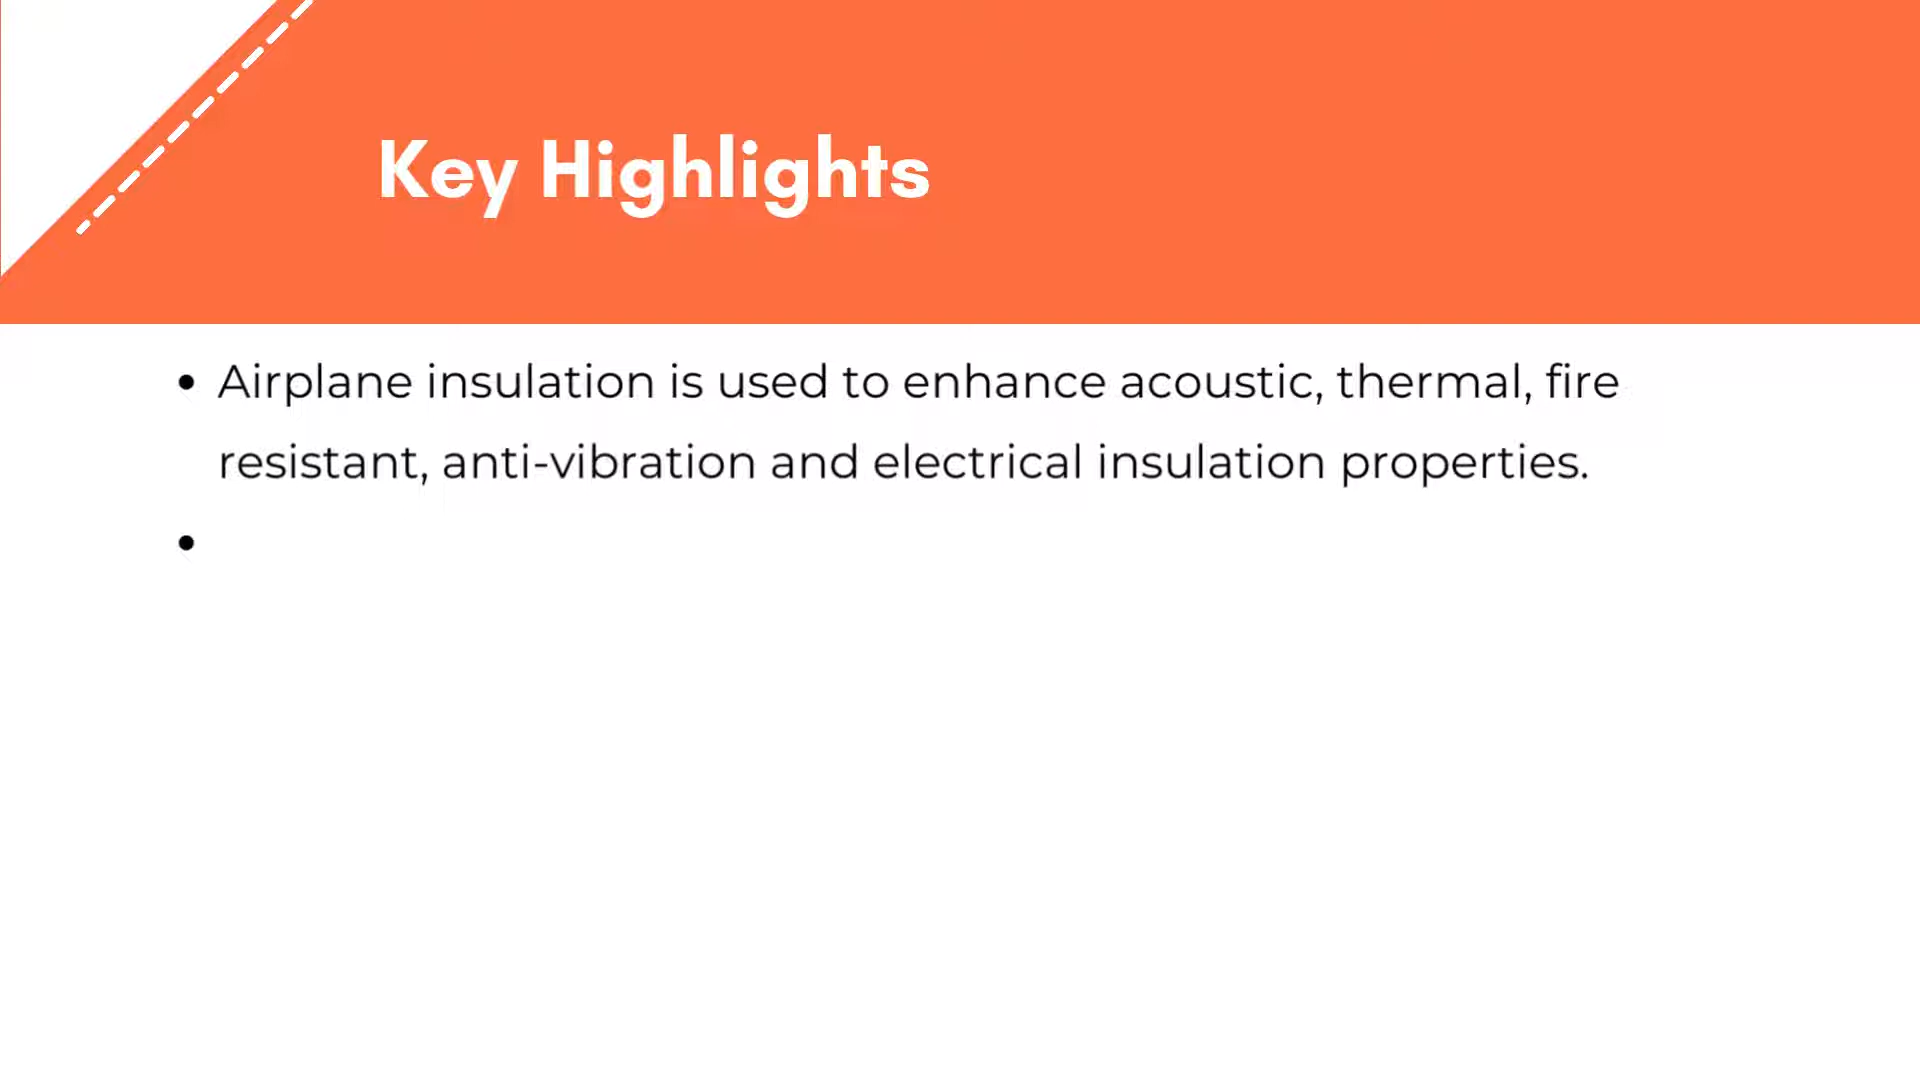 Key Highlights
• Airplane insulation is used to enhance acoustic, thermal, fire
resistant, anti-vibration and electrical insulation properties.
•